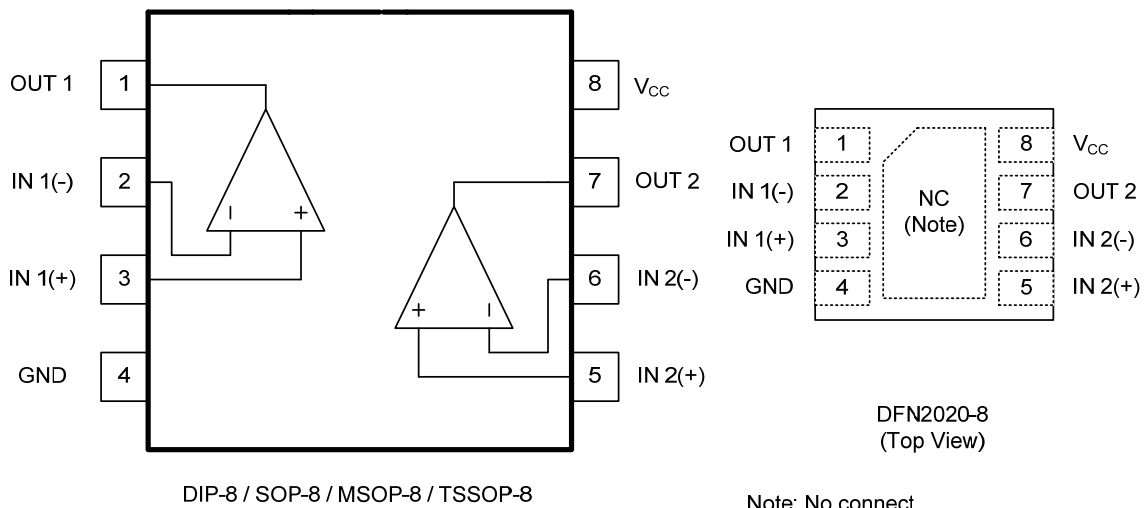 OUT 1 1 8 VCC
IN 1(-) 2 7 OUT 2
IN 1(+) 3 6 IN 2(-)
GND 4 5 IN 2(+)
− +
+ −
DIP-8 / SOP-8 / MSOP-8 / TSSOP-8
OUT 1 1 8 VCC
IN 1(-) 2 7 OUT 2
IN 1(+) 3 6 IN 2(-)
GND 4 5 IN 2(+)
NC
(Note)
DFN2020-8
(Top View)
Note: No connect